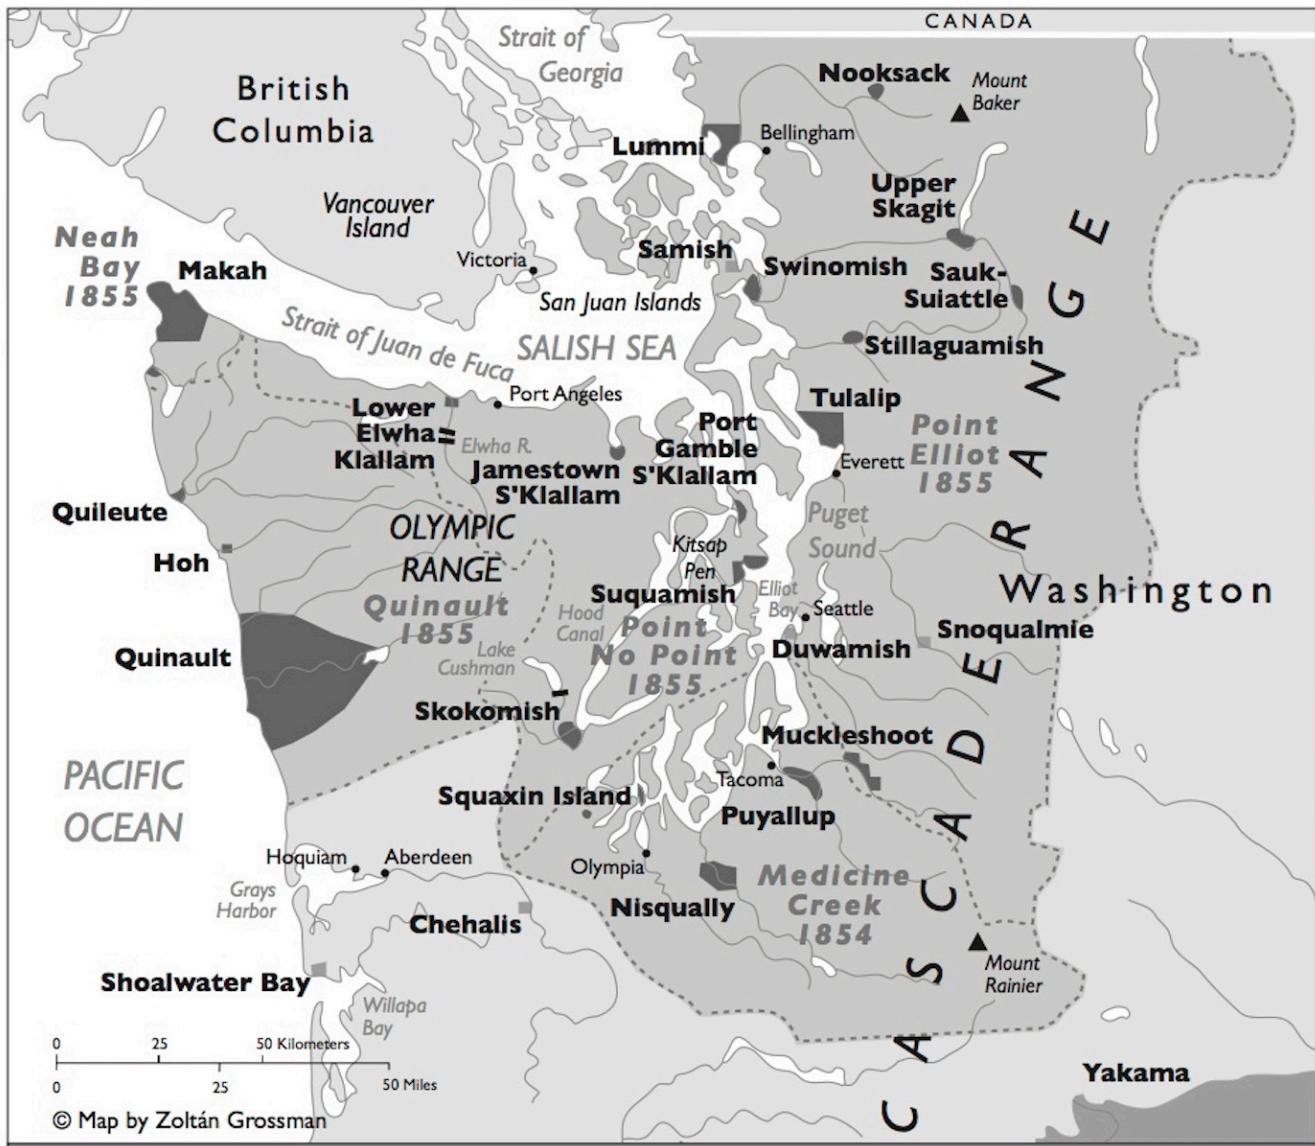 CANADA
Strait of
Georgia
British
Columbia
Nooksack
Mount
Baker
Lummi
Bellingham
Upper
Skagit
Vancouver
Island
Neah
Bay
1855
Makah
Victoria
Samish
Swinomish
Sauk-
Suiattle
San Juan Islands
Strait of Juan de Fuca
SALISH SEA
Stillaguamish
Port Angeles
Tulalip
Lower
Elwha
Klallam
Elwha R.
Jamestown
S'Klallam
Port
Gamble
S'Klallam
Point
Elliot
1855
Everett
Quileute
Hoh
OLYMPIC
RANGE
Puget
Sound
Kitsap
Pen
Suquamish
Elliot
Bay
Seattle
Washington
Quinault
1855
Hood
Canal
Point
No Point
1855
Snoqualmie
Duwamish
Quinault
Lake
Cushman
Skokomish
Muckleshoot
PACIFIC
OCEAN
Tacoma
Squaxin Island
Puyallup
Hoquiam
Aberdeen
Olympia
Medicine
Creek
1854
Grays
Harbor
Chehalis
Nisqually
Mount
Rainier
Shoalwater Bay
Willapa
Bay
CASCADE RANGE
Yakama
0 25 50 Kilometers
0 25 50 Miles
© Map by Zoltán Grossman